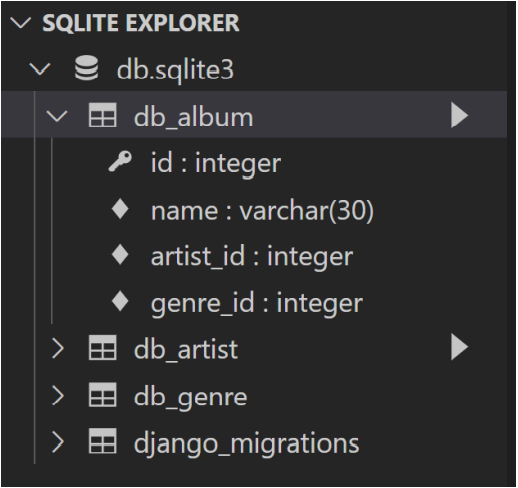 SQLITE EXPLORER
db.sqlite3
db_album
id : integer
name : varchar(30)
artist_id : integer
genre_id : integer
db_artist
db_genre
django_migrations